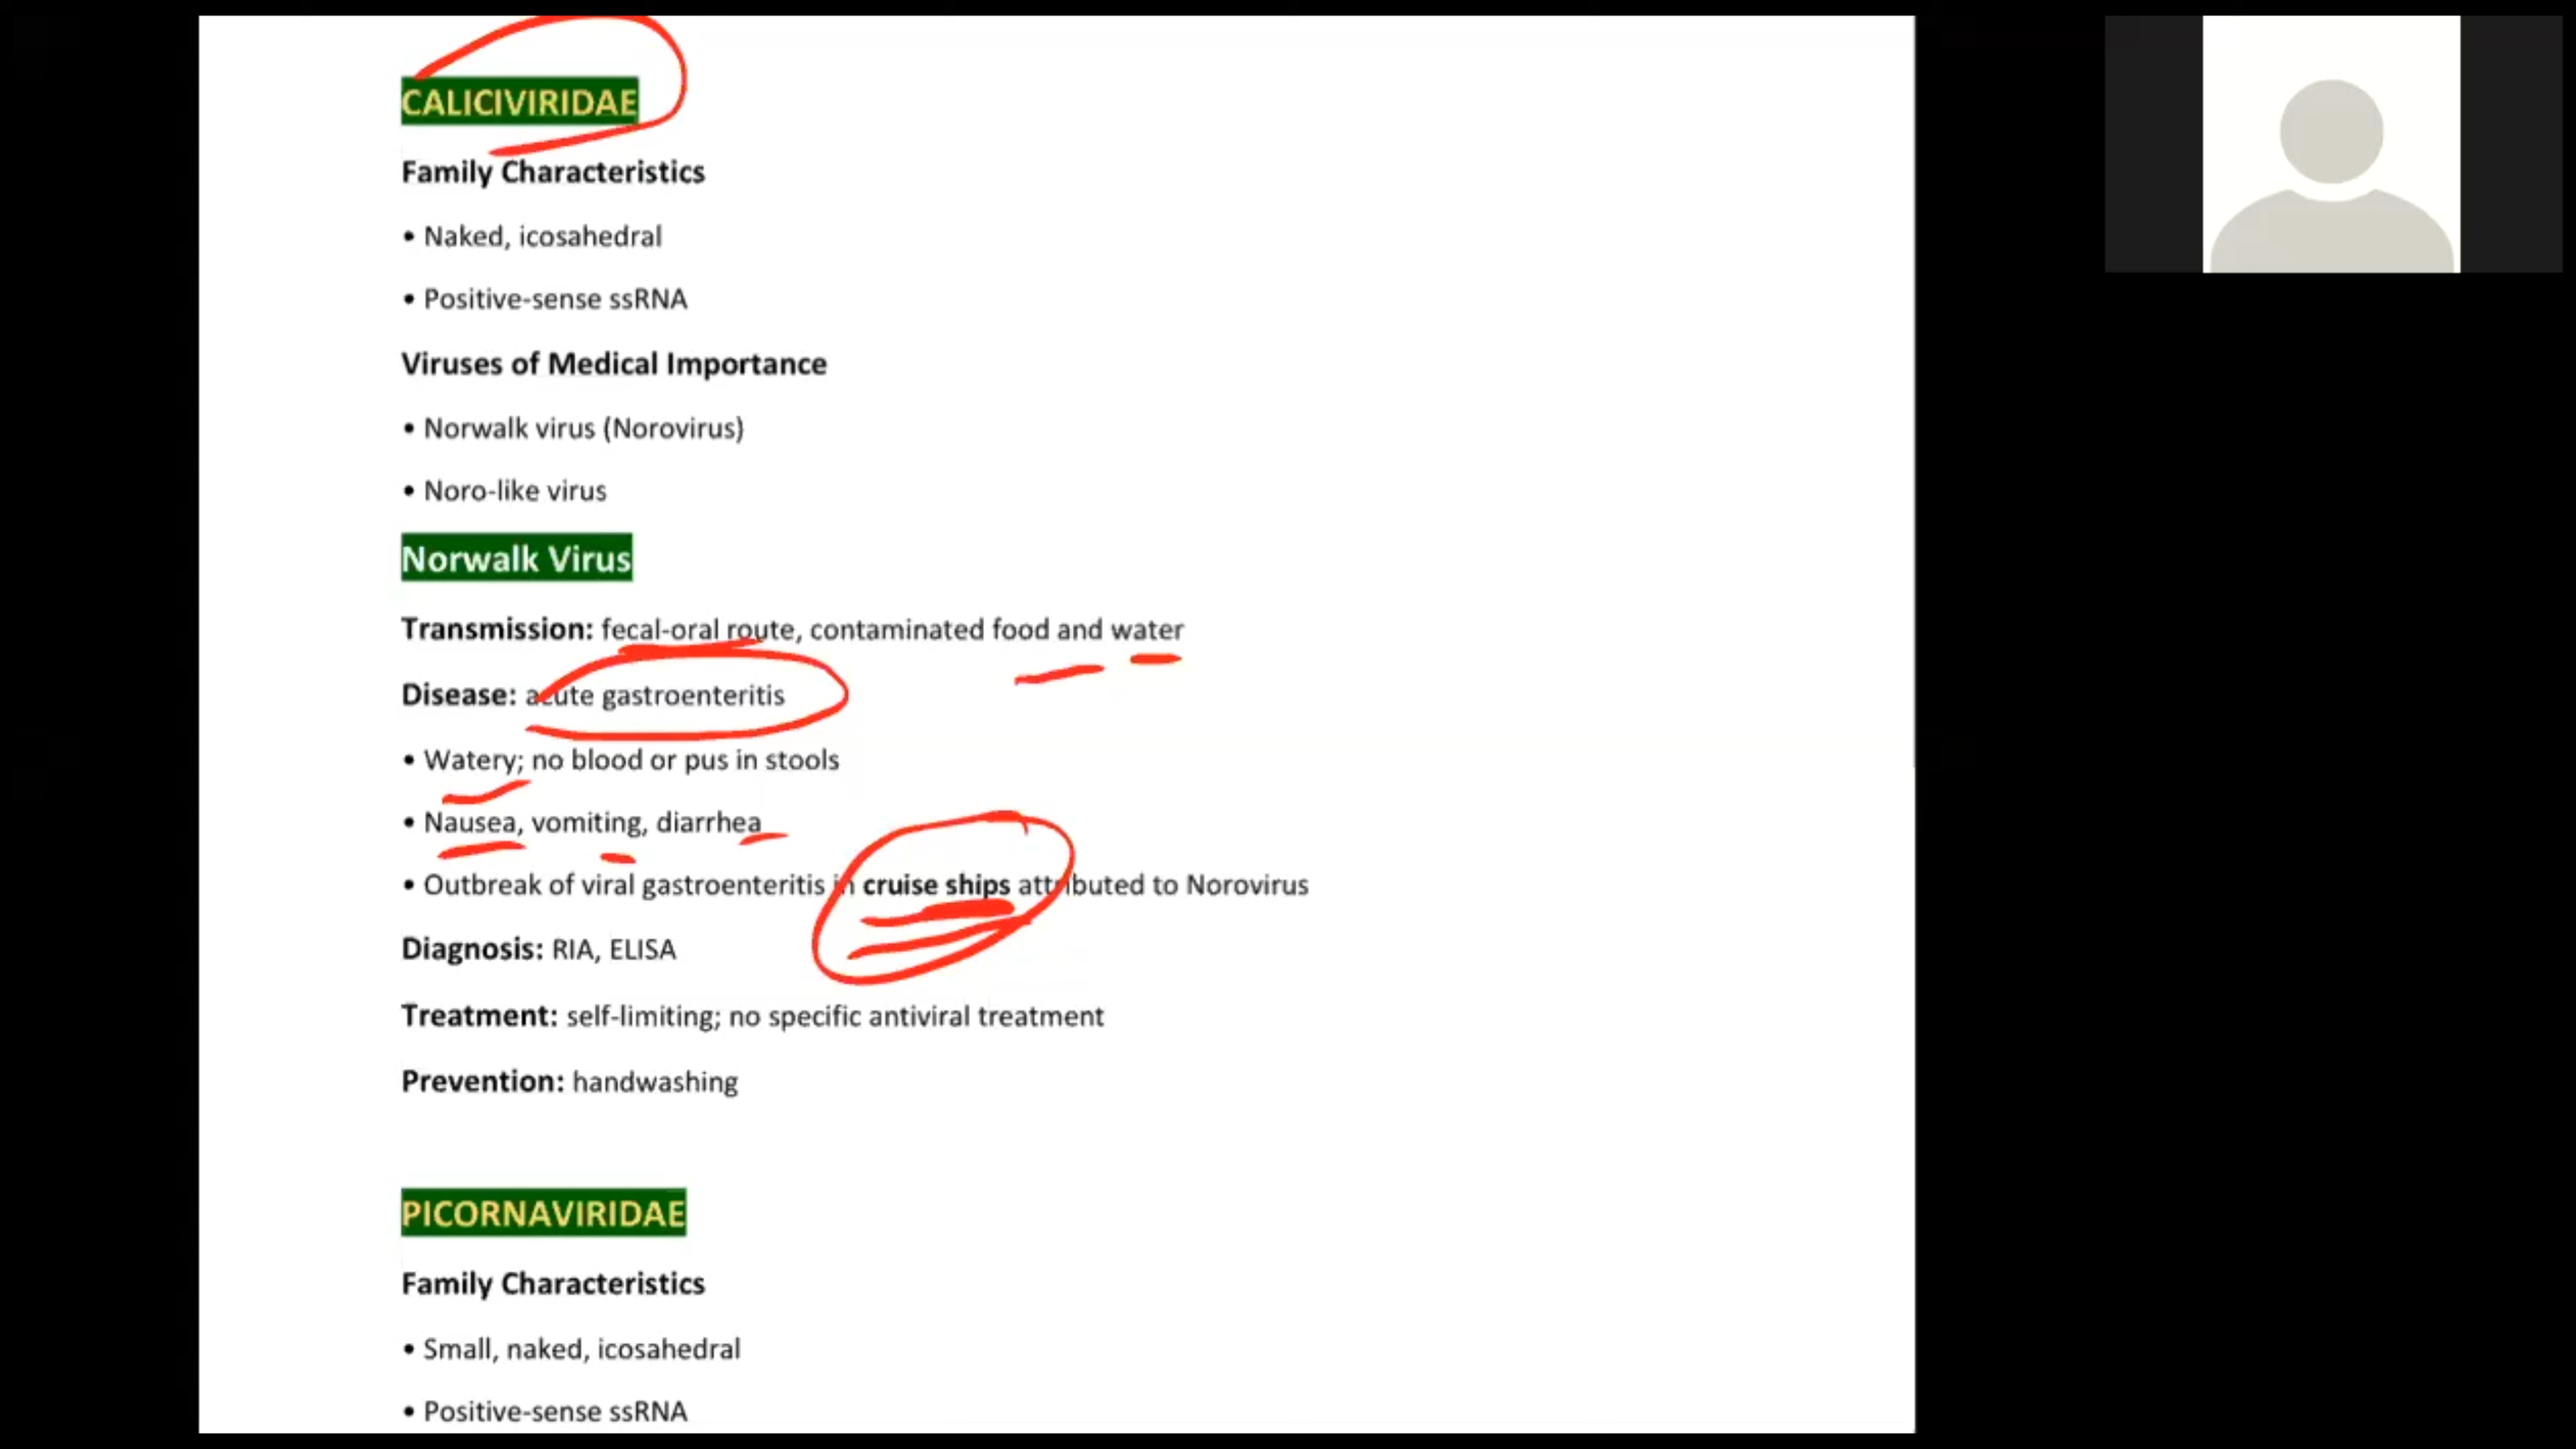 CALICIVIRIDAE
Family Characteristics
• Naked, icosahedral
• Positive-sense ssRNA
Viruses of Medical Importance
• Norwalk virus (Norovirus)
• Noro-like virus
Norwalk Virus
Transmission: fecal-oral route, contaminated food and water
Disease: acute gastroenteritis
• Watery; no blood or pus in stools
• Nausea, vomiting, diarrhea
• Outbreak of viral gastroenteritis in cruise ships attributed to Norovirus
Diagnosis: RIA, ELISA
Treatment: self-limiting; no specific antiviral treatment
Prevention: handwashing
PICORNAVIRIDAE
Family Characteristics
• Small, naked, icosahedral
• Positive-sense ssRNA